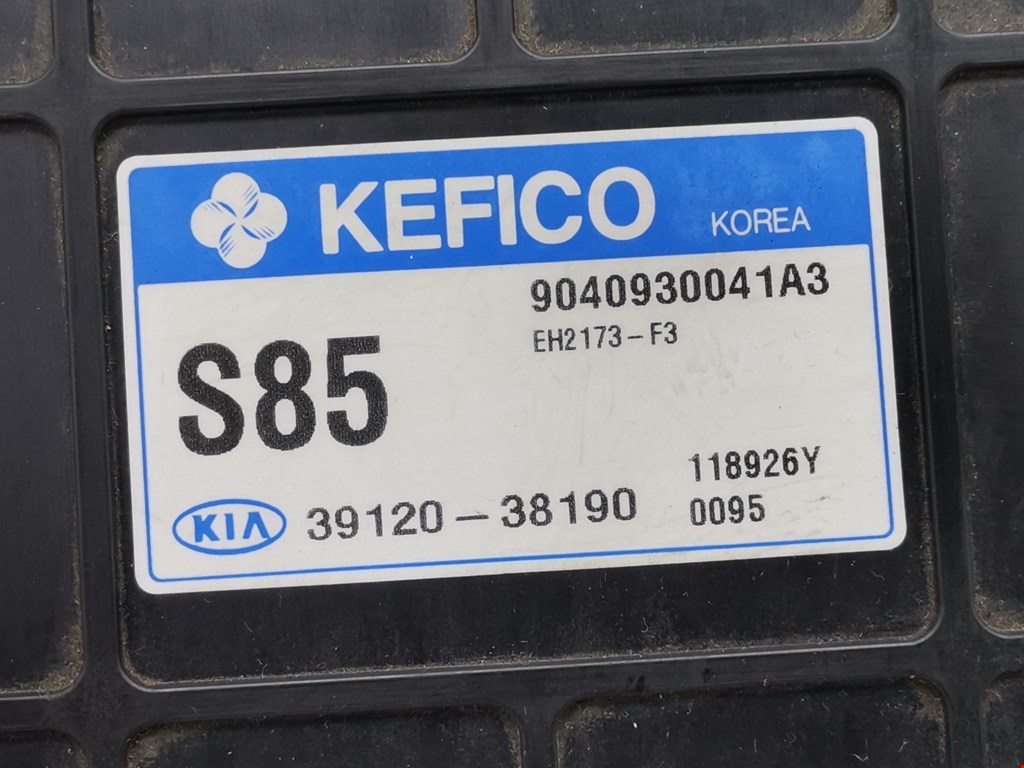 KEFICO KOREA
9040930041A3
EH2173-F3
S85
118926Y
KIA 39120-38190 0095